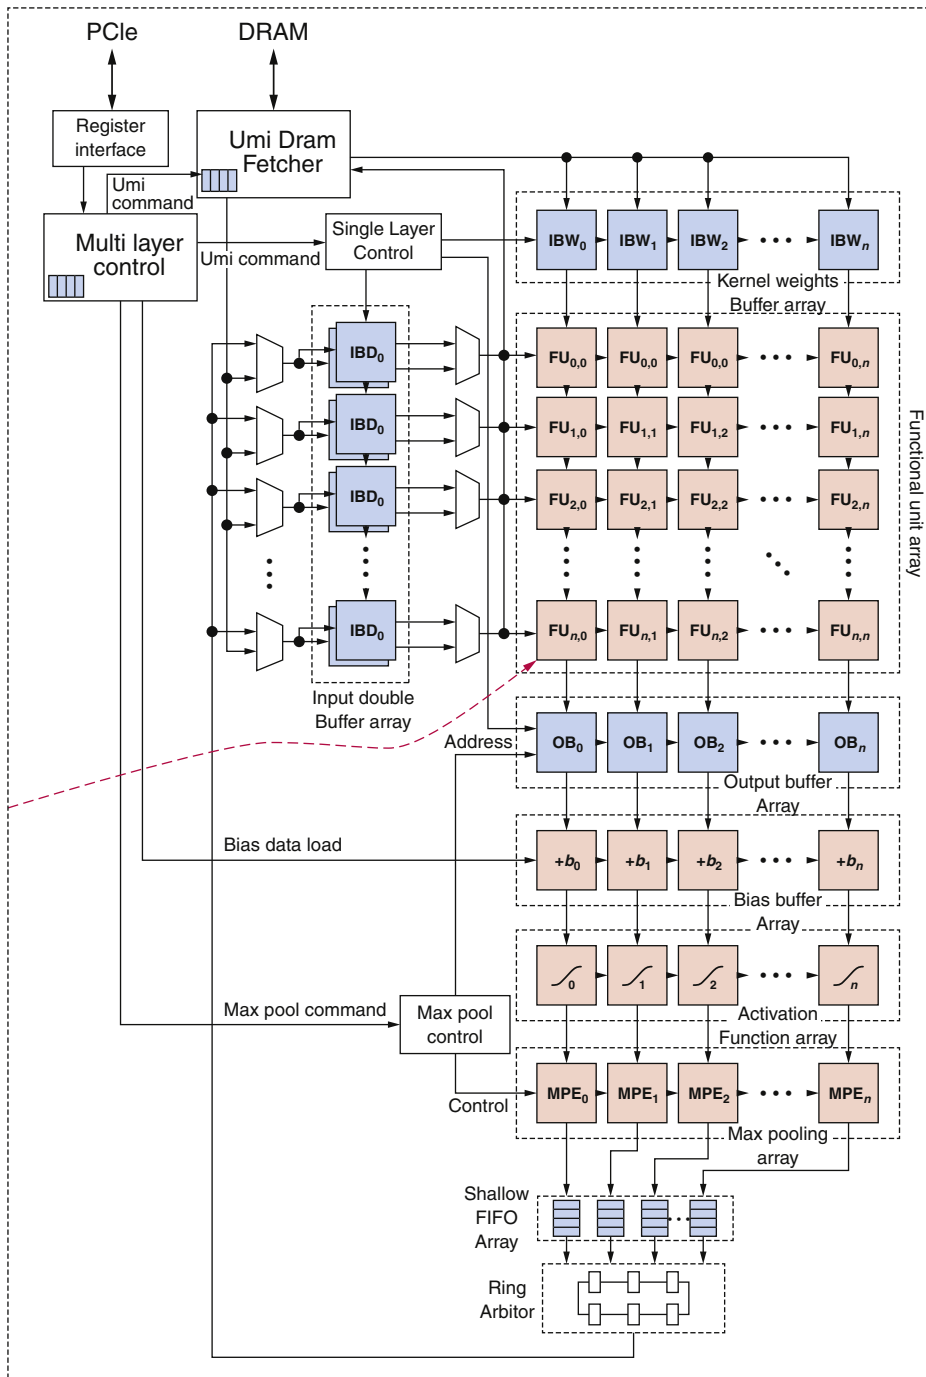 PCIe
DRAM
Register
interface
Umi Dram
Fetcher
Umi
command
Multi layer
control
Umi command
Single Layer
Control
IBW0
IBW1
IBW2
IBWn
Kernel weights
Buffer array
IBD0
FU0,0
FU0,0
FU0,0
FU0,n
IBD0
FU1,0
FU1,1
FU1,2
FU1,n
IBD0
FU2,0
FU2,1
FU2,2
FU2,n
IBD0
FUn,0
FUn,1
FUn,2
FUn,n
Functional unit array
Input double
Buffer array
Address
OB0
OB1
OB2
OBn
Output buffer
Array
Bias data load
+b0
+b1
+b2
+bn
Bias buffer
Array
0
1
2
n
Activation
Function array
Max pool command
Max pool
control
Control
MPE0
MPE1
MPE2
MPEn
Max pooling
array
Shallow
FIFO
Array
Ring
Arbitor